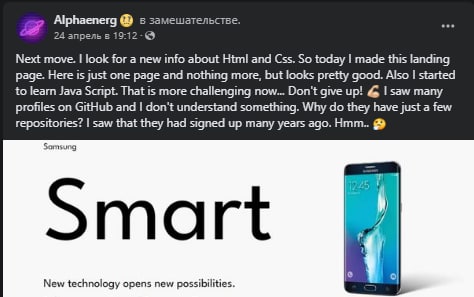 Alphaenerg 😕 в замешательстве.
24 апрель в 19:12 ·
Next move. I look for a new info about Html and Css. So today I made this landing
page. Here is just one page and nothing more, but looks pretty good. Also I started
to learn Java Script. That is more challenging now... Don't give up! 💪🏼 I saw many
profiles on GitHub and I don't understand something. Why do they have just a few
repositories? I saw that they had signed up many years ago. Hmm.. 🤔
Samsung
Smart
New technology opens new possibilities.